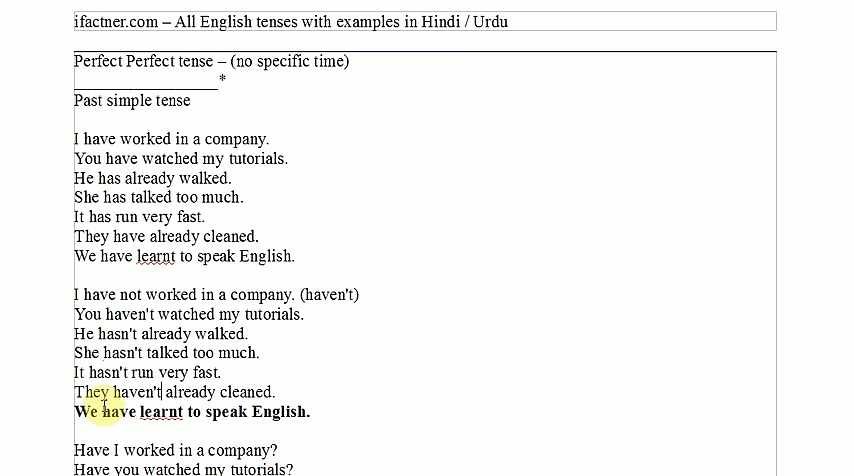 ifactner.com – All English tenses with examples in Hindi / Urdu
Perfect Perfect tense – (no specific time)
________________*
Past simple tense
I have worked in a company.
You have watched my tutorials.
He has already walked.
She has talked too much.
It has run very fast.
They have already cleaned.
We have learnt to speak English.
I have not worked in a company. (haven't)
You haven't watched my tutorials.
He hasn't already walked.
She hasn't talked too much.
It hasn't run very fast.
They haven't already cleaned.
We have learnt to speak English.
Have I worked in a company?
Have you watched my tutorials?